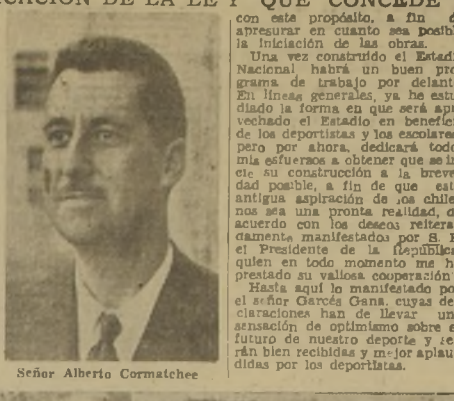 DE LA LEY QUE CONCEDE
con este propósito, a fin
apresurar en cuanto sea posib
la iniciación de las obras.
Una vez construído el Estad
Nacional habrá un buen pro
grama de trabajo por delant
En líneas generales, ya he estu
diado la forma en que será apr
vechado el Estadio en benefici
de los deportistas y los escolare
pero por ahora, dedicará todo
mis esfuerzos a obtener que se in
cie su construcción a la breve
dad posible, a fin de que est
antigua aspiración de los chile
nos sea una pronta realidad, d
acuerdo con los deseos reitera
damente manifestados por S. E
el Presidente de la República
quien en todo momento me h
prestado su valiosa cooperación"
Hasta aquí lo manifestado po
el señor Garcés Gana, cuyas de
claraciones han de llevar un
sensación de optimismo sobre e
futuro de nuestro deporte y se
rán bien recibidas y mejor aplau
didas por los deportistas.
Señor Alberto Cormatchee